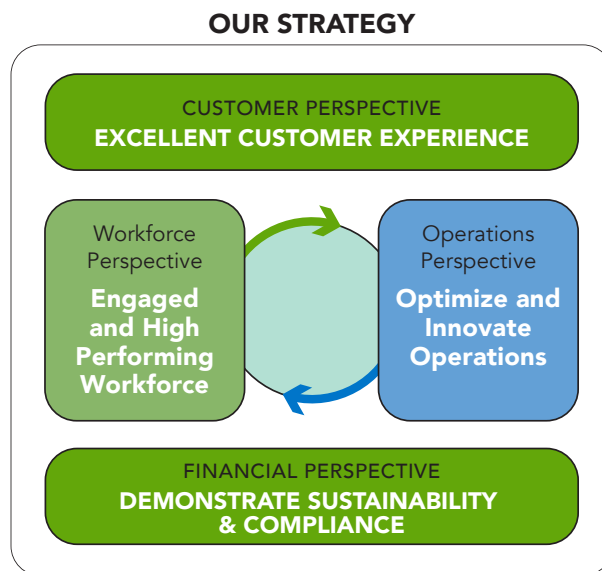 OUR STRATEGY
CUSTOMER PERSPECTIVE
EXCELLENT CUSTOMER EXPERIENCE
Workforce
Perspective
Engaged
and High
Performing
Workforce
Operations
Perspective
Optimize and
Innovate
Operations
FINANCIAL PERSPECTIVE
DEMONSTRATE SUSTAINABILITY
& COMPLIANCE